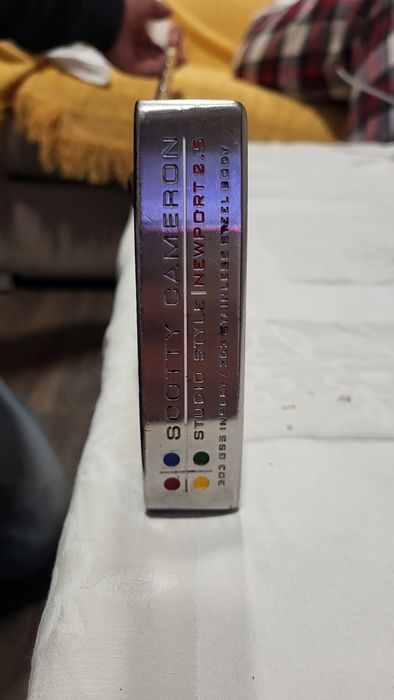 SCOTTY CAMERON
STUDIO STYLE | NEWPORT 2.5
303 GSS INSERT / 303 STAINLESS STEEL BODY